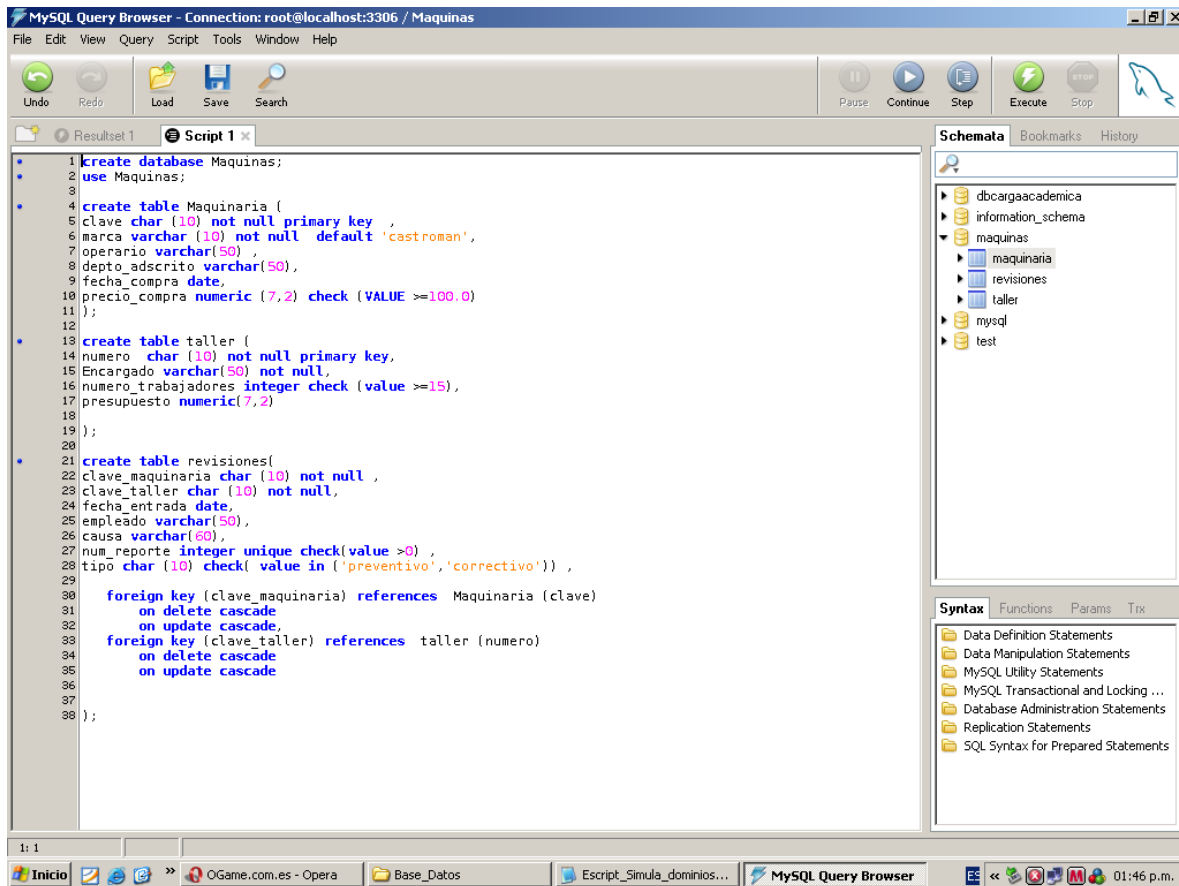 MySQL Query Browser - Connection: root@localhost:3306 / Maquinas
File Edit View Query Script Tools Window Help
Undo Redo Load Save Search Pause Continue Step Execute Stop
Resultset 1 Script 1
1 create database Maquinas;
2 use Maquinas;
3
4 create table Maquinaria (
5 clave char (10) not null primary key ,
6 marca varchar (10) not null default 'castroman',
7 operario varchar(50) ,
8 depto_adscrito varchar(50),
9 fecha_compra date,
10 precio_compra numeric (7,2) check (VALUE >=100.0)
11 );
12
13 create table taller (
14 numero char (10) not null primary key,
15 Encargado varchar(50) not null,
16 numero_trabajadores integer check (value >=15),
17 presupuesto numeric(7,2)
18
19 );
20
21 create table revisiones(
22 clave_maquinaria char (10) not null ,
23 clave_taller char (10) not null,
24 fecha_entrada date,
25 empleado varchar(50),
26 causa varchar(60),
27 num_reporte integer unique check(value >0) ,
28 tipo char (10) check( value in ('preventivo','correctivo')) ,
29
30 foreign key (clave_maquinaria) references Maquinaria (clave)
31 on delete cascade
32 on update cascade,
33 foreign key (clave_taller) references taller (numero)
34 on delete cascade
35 on update cascade
36
37
38 );
Schemata Bookmarks History
dbcargaacademica
information_schema
maquinas
maquinaria
revisiones
taller
mysql
test
Syntax Functions Params Trx
Data Definition Statements
Data Manipulation Statements
MySQL Utility Statements
MySQL Transactional and Locking ...
Database Administration Statements
Replication Statements
SQL Syntax for Prepared Statements
1: 1
Inicio » OGame.com.es - Opera Base_Datos Escript_Simula_dominios... MySQL Query Browser ES « 01:46 p.m.